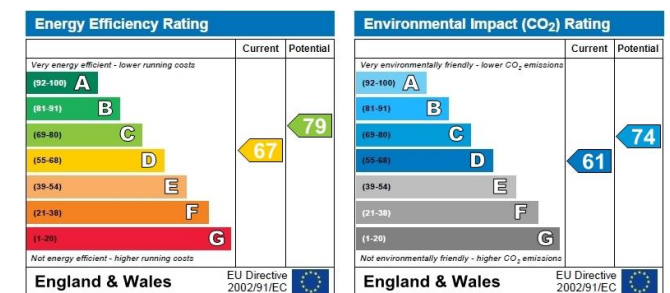 Energy Efficiency Rating
Current Potential
Very energy efficient - lower running costs
(92-100) A
(81-91) B
(69-80) C
(55-68) D
(39-54) E
(21-38) F
(1-20) G
67
79
Not energy efficient - higher running costs
England & Wales
EU Directive
2002/91/EC
Environmental Impact (CO₂) Rating
Current Potential
Very environmentally friendly - lower CO₂ emissions
(92-100) A
(81-91) B
(69-80) C
(55-68) D
(39-54) E
(21-38) F
(1-20) G
61
74
Not environmentally friendly - higher CO₂ emissions
England & Wales
EU Directive
2002/91/EC